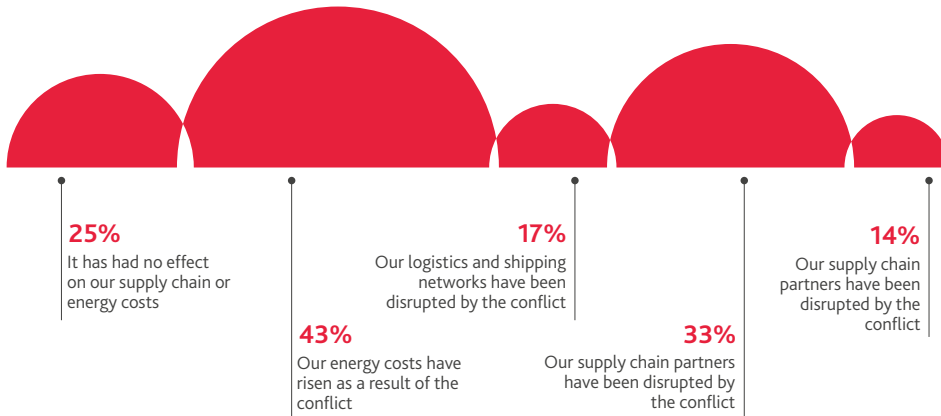 25%
It has had no effect
on our supply chain or
energy costs
43%
Our energy costs have
risen as a result of the
conflict
17%
Our logistics and shipping
networks have been
disrupted by the conflict
33%
Our supply chain partners
have been disrupted by
the conflict
14%
Our supply chain
partners have been
disrupted by the
conflict